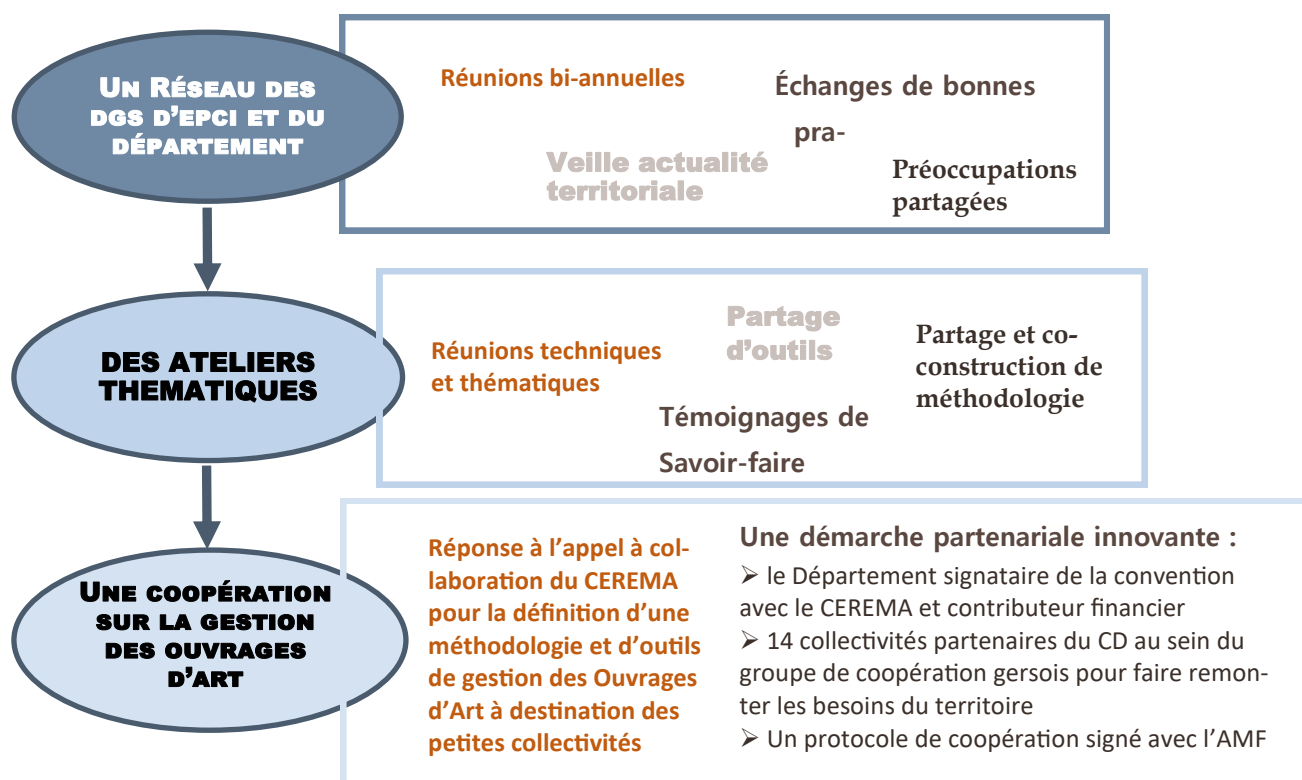 UN RÉSEAU DES
DGS D'EPCI ET DU
DÉPARTEMENT
Réunions bi-annuelles
Échanges de bonnes
pra-
Veille actualité
territoriale
Préoccupations
partagées
DES ATELIERS
THEMATIQUES
Réunions techniques
et thématiques
Partage
d'outils
Partage et co-
construction de
méthodologie
Témoignages de
Savoir-faire
UNE COOPÉRATION
SUR LA GESTION
DES OUVRAGES
D'ART
Réponse à l'appel à col-
laboration du CEREMA
pour la définition d'une
méthodologie et d'outils
de gestion des Ouvrages
d'Art à destination des
petites collectivités
Une démarche partenariale innovante :
➢ le Département signataire de la convention
avec le CEREMA et contributeur financier
➢ 14 collectivités partenaires du CD au sein du
groupe de coopération gersois pour faire remon-
ter les besoins du territoire
➢ Un protocole de coopération signé avec l'AMF